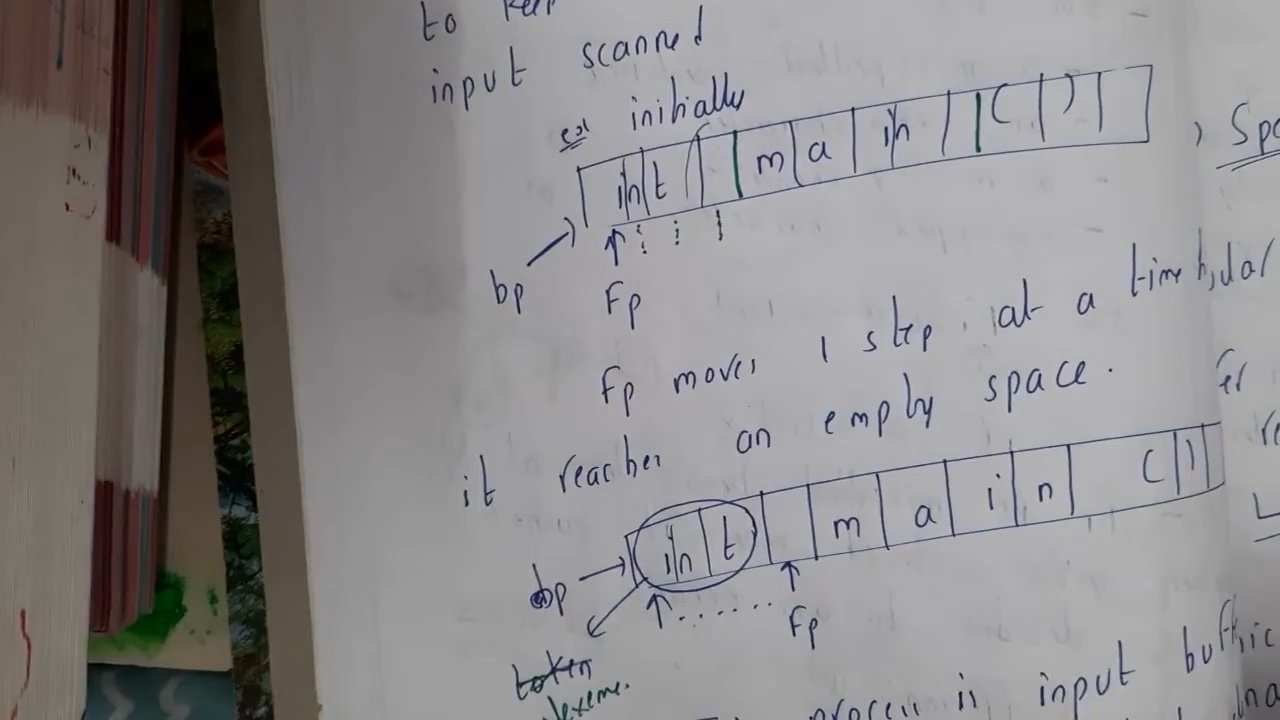 to
input scanned
ex: initially
i n t m a i n ( )
bp
Fp
Fp moves 1 step at a time
it reaches an empty space.
i n t m a i n ( )
bp
Fp
token
lexeme.
process is input